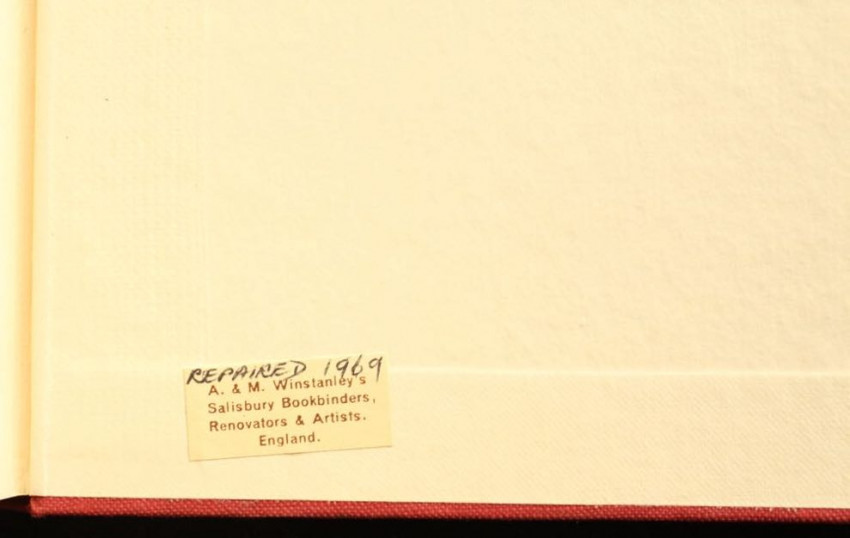 REPAIRED 1969
A. & M. Winstanley's
Salisbury Bookbinders,
Renovators & Artists.
England.